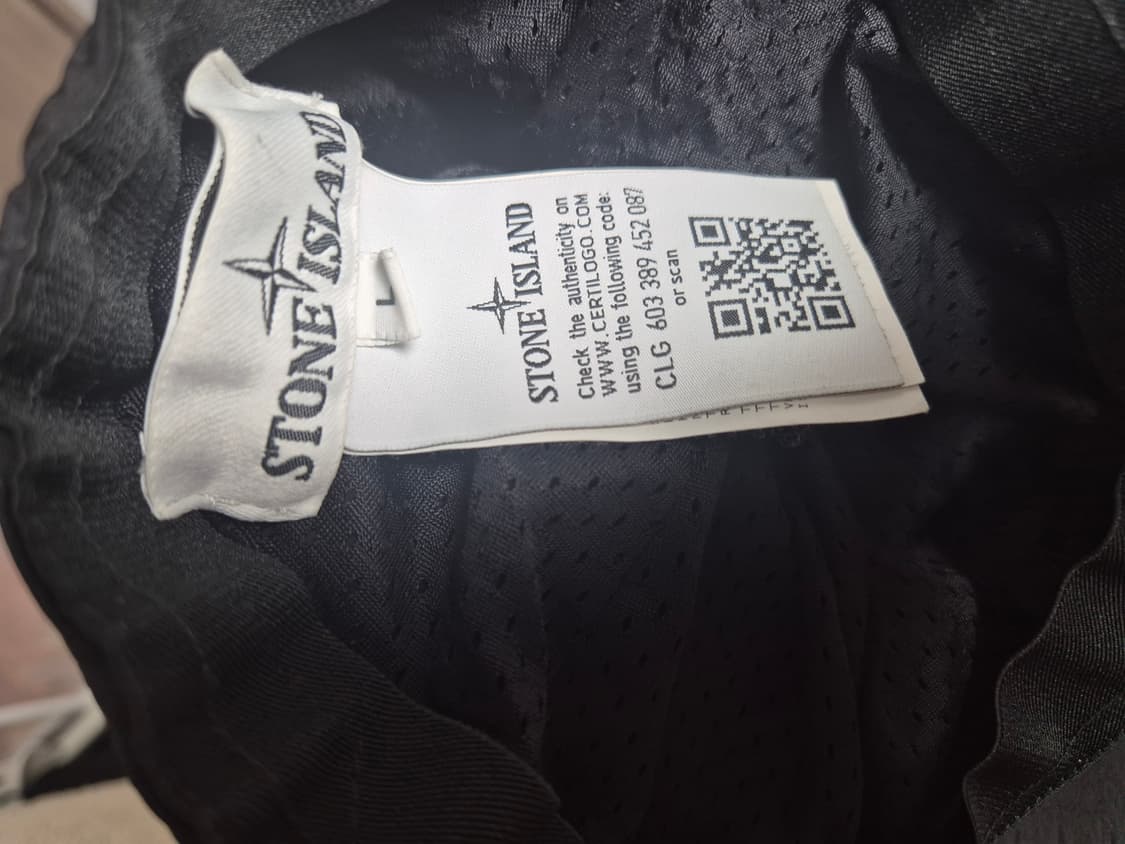 STONE ISLAND
L
STONE ISLAND
Check the authenticity on
WWW.CERTILOGO.COM
using the following code:
CLG 603 389 452 087
or scan